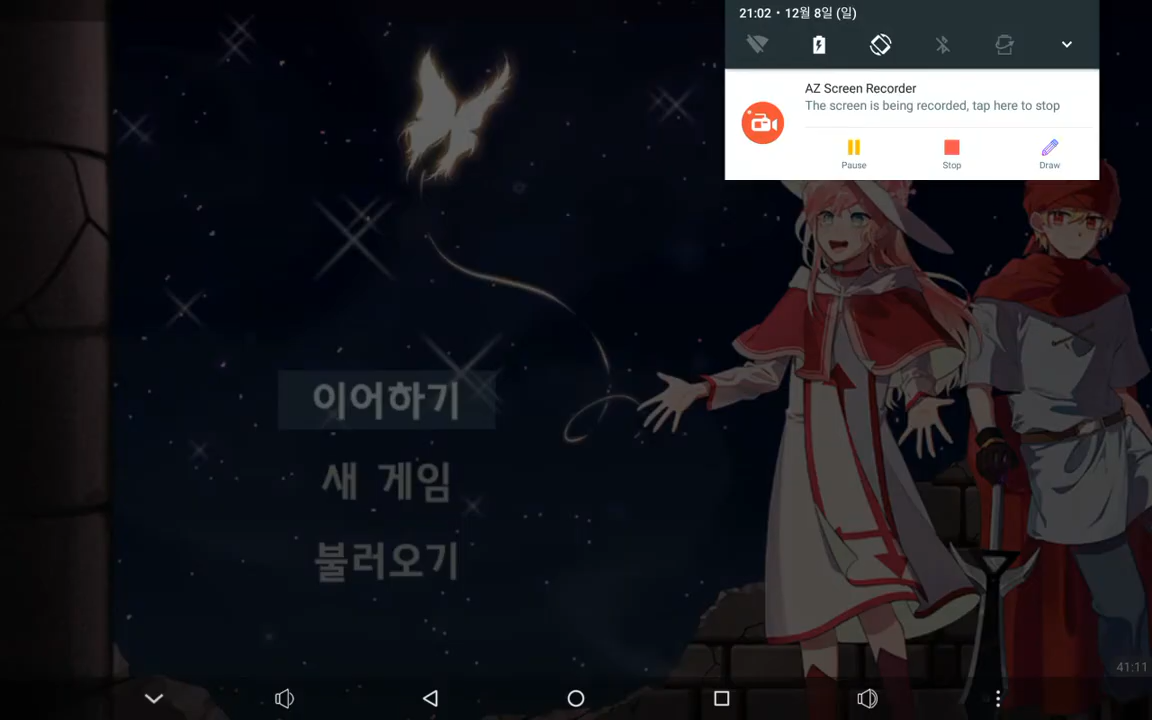 21:02 • 12월 8일 (일)
AZ Screen Recorder
The screen is being recorded, tap here to stop
Pause
Stop
Draw
이어하기
새 게임
불러오기
41:11